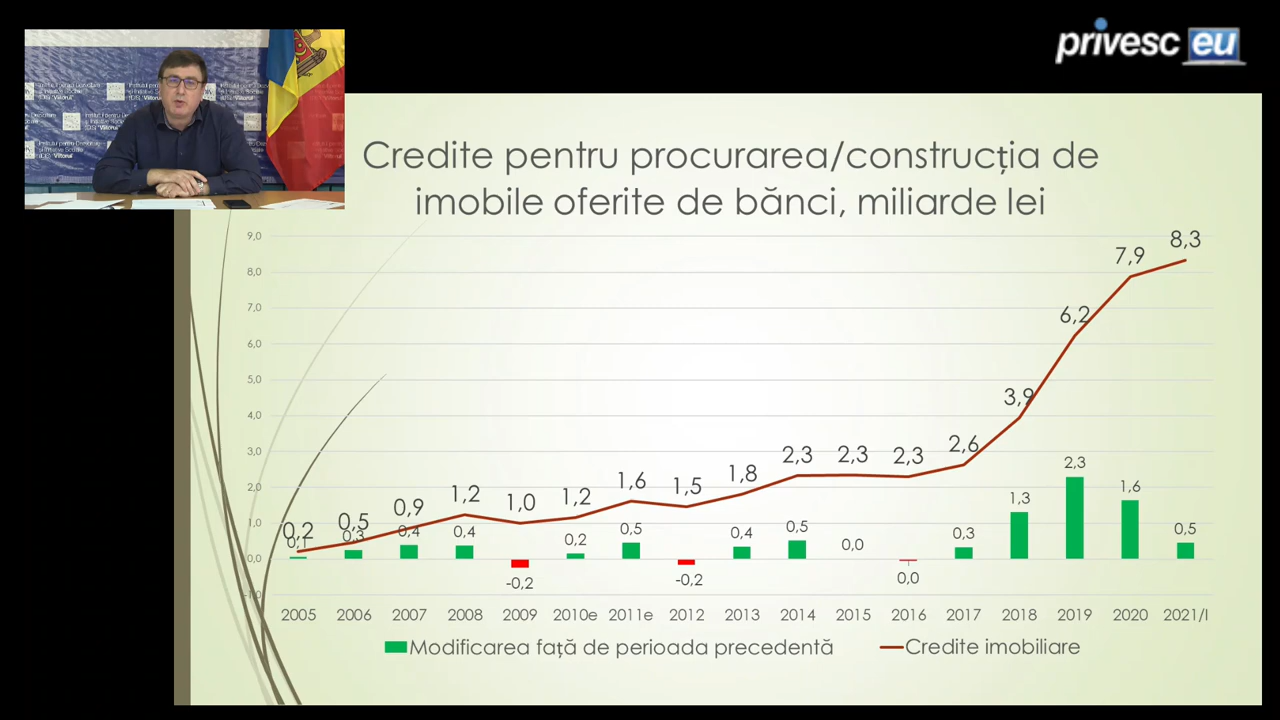 privesc eu
Credite pentru procurarea/construcția de
imobile oferite de bănci, miliarde lei
9,0
8,0
7,0
6,0
5,0
4,0
3,0
2,0
1,0
0,0
-1,0
0,2 0,5 0,9 1,2 1,0 1,2 1,6 1,5 1,8 2,3 2,3 2,3 2,6 3,9 6,2 7,9 8,3
0,1 0,3 0,4 0,4 -0,2 0,2 0,5 -0,2 0,4 0,5 0,0 0,0 0,3 1,3 2,3 1,6 0,5
2005 2006 2007 2008 2009 2010e 2011e 2012 2013 2014 2015 2016 2017 2018 2019 2020 2021/I
Modificarea față de perioada precedentă Credite imobiliare